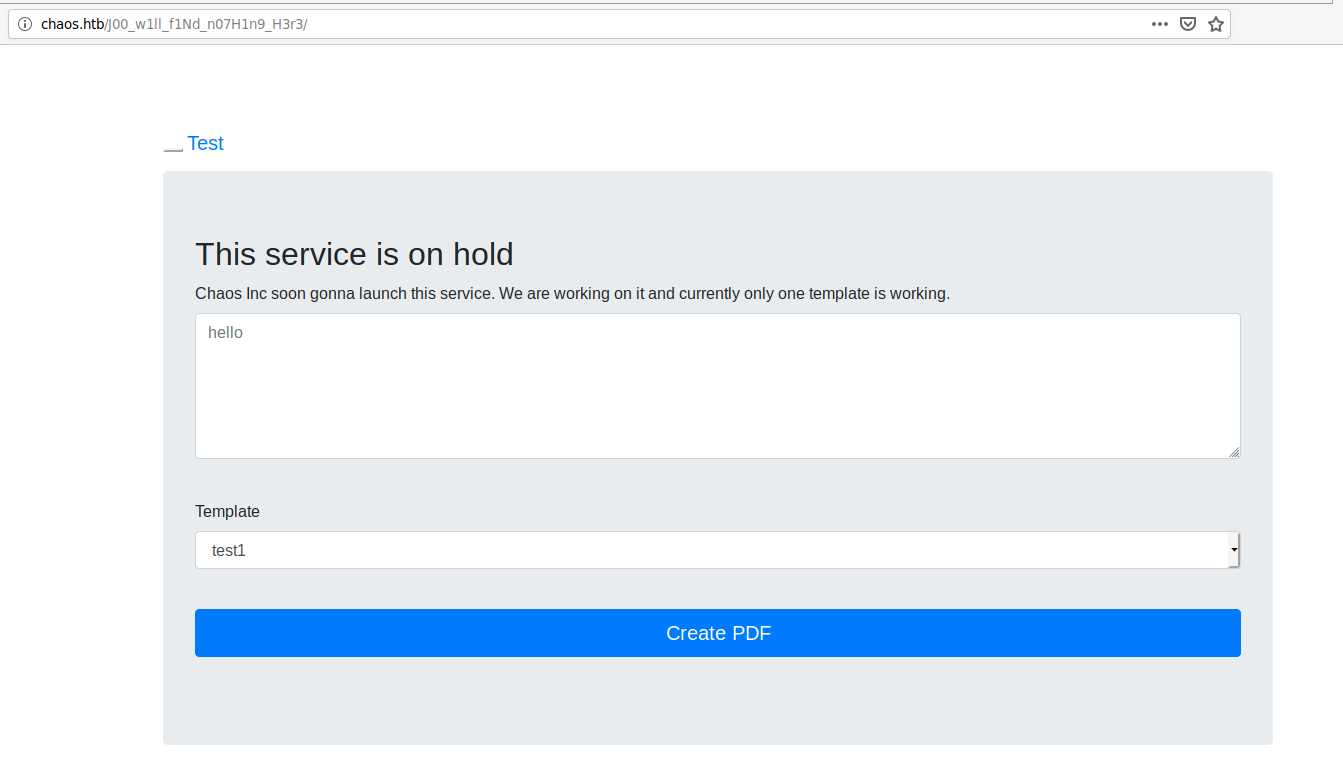 chaos.htb/J00_w1ll_f1Nd_n07H1n9_H3r3/
Test
This service is on hold
Chaos Inc soon gonna launch this service. We are working on it and currently only one template is working.
hello
Template
test1
Create PDF